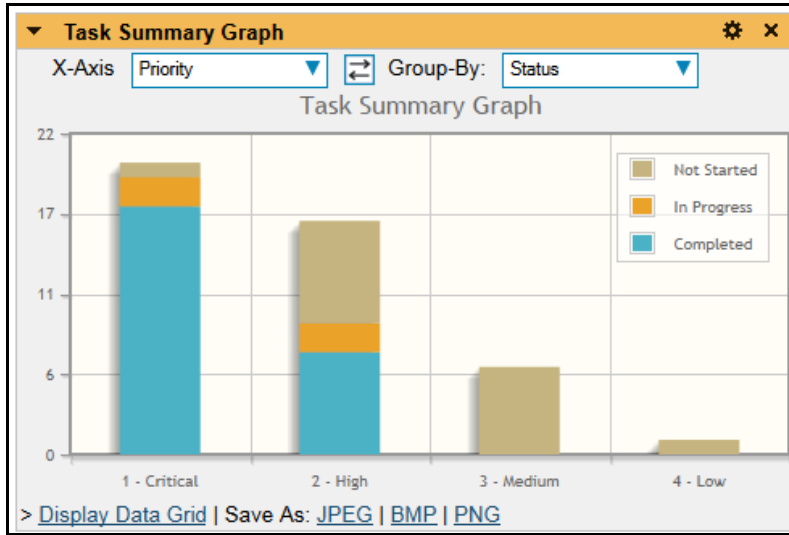 Task Summary Graph
X-Axis Priority Group-By: Status
Task Summary Graph
22
17
11
6
0
Not Started
In Progress
Completed
1 - Critical 2 - High 3 - Medium 4 - Low
> Display Data Grid | Save As: JPEG | BMP | PNG